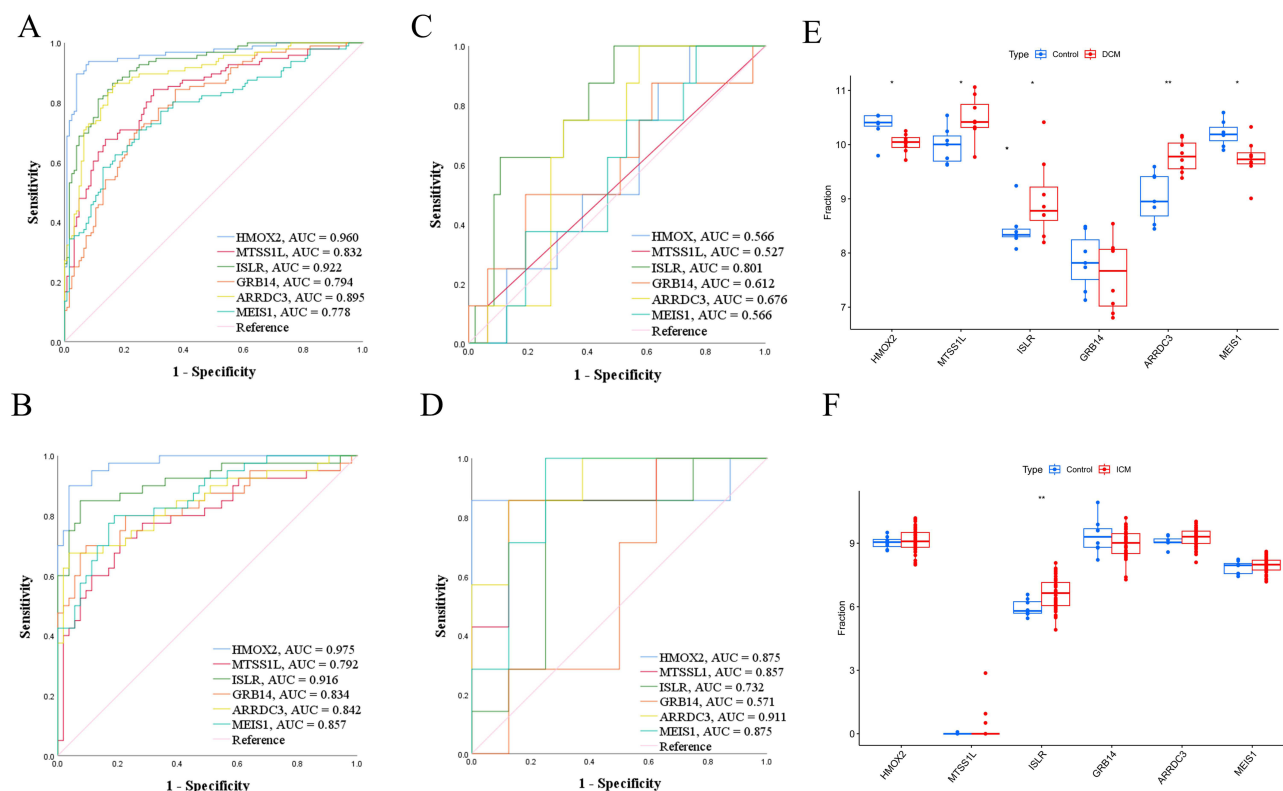 A
1.0
0.8
0.6
0.4
0.2
0.0
0.0 0.2 0.4 0.6 0.8 1.0
Sensitivity
1 - Specificity
HMOX2, AUC = 0.960
MTSS1L, AUC = 0.832
ISLR, AUC = 0.922
GRB14, AUC = 0.794
ARRDC3, AUC = 0.895
MEIS1, AUC = 0.778
Reference
B
1.0
0.8
0.6
0.4
0.2
0.0
0.0 0.2 0.4 0.6 0.8 1.0
Sensitivity
1 - Specificity
HMOX2, AUC = 0.975
MTSS1L, AUC = 0.792
ISLR, AUC = 0.916
GRB14, AUC = 0.834
ARRDC3, AUC = 0.842
MEIS1, AUC = 0.857
Reference
C
1.0
0.8
0.6
0.4
0.2
0.0
0.0 0.2 0.4 0.6 0.8 1.0
Sensitivity
1 - Specificity
HMOX, AUC = 0.566
MTSS1L, AUC = 0.527
ISLR, AUC = 0.801
GRB14, AUC = 0.612
ARRDC3, AUC = 0.676
MEIS1, AUC = 0.566
Reference
D
1.0
0.8
0.6
0.4
0.2
0.0
0.0 0.2 0.4 0.6 0.8 1.0
Sensitivity
1 - Specificity
HMOX2, AUC = 0.875
MTSSL1, AUC = 0.857
ISLR, AUC = 0.732
GRB14, AUC = 0.571
ARRDC3, AUC = 0.911
MEIS1, AUC = 0.875
Reference
E
Type Control DCM
* * * ** *
*
11
10
9
8
7
Fraction
HMOX2 MTSS1L ISLR GRB14 ARRDC3 MEIS1
F
Type Control ICM
**
9
6
3
0
Fraction
HMOX2 MTSS1L ISLR GRB14 ARRDC3 MEIS1